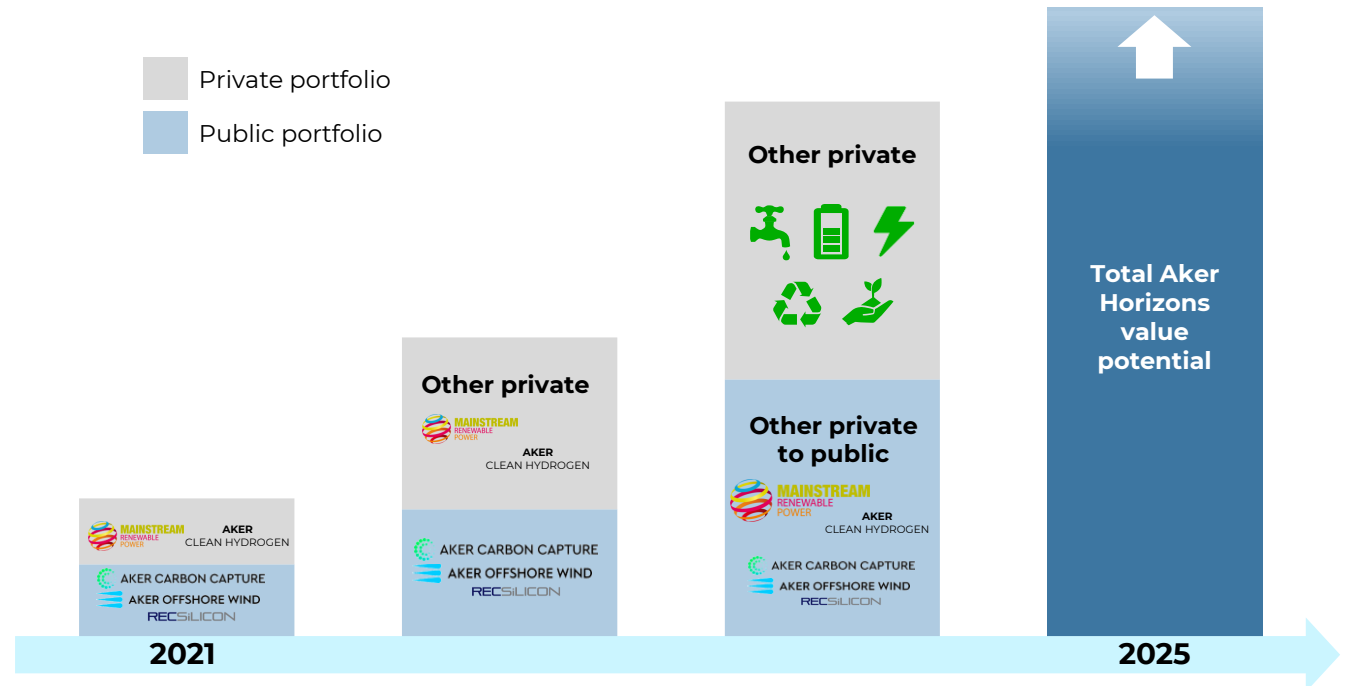 Private portfolio
Public portfolio
MAINSTREAM
RENEWABLE
POWER
AKER
CLEAN HYDROGEN
AKER CARBON CAPTURE
AKER OFFSHORE WIND
RECSiLICON
Other private
MAINSTREAM
RENEWABLE
POWER
AKER
CLEAN HYDROGEN
AKER CARBON CAPTURE
AKER OFFSHORE WIND
RECSiLICON
Other private
Other private
to public
MAINSTREAM
RENEWABLE
POWER
AKER
CLEAN HYDROGEN
AKER CARBON CAPTURE
AKER OFFSHORE WIND
RECSiLICON
Total Aker
Horizons
value
potential
2021
2025